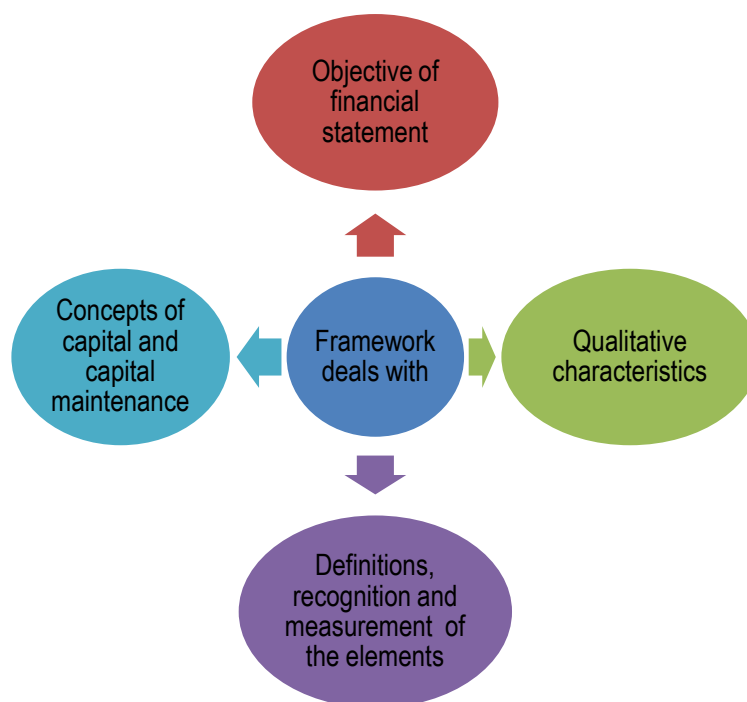 Objective of
financial
statement
Concepts of
capital and
capital
maintenance
Framework
deals with
Qualitative
characteristics
Definitions,
recognition and
measurement of
the elements